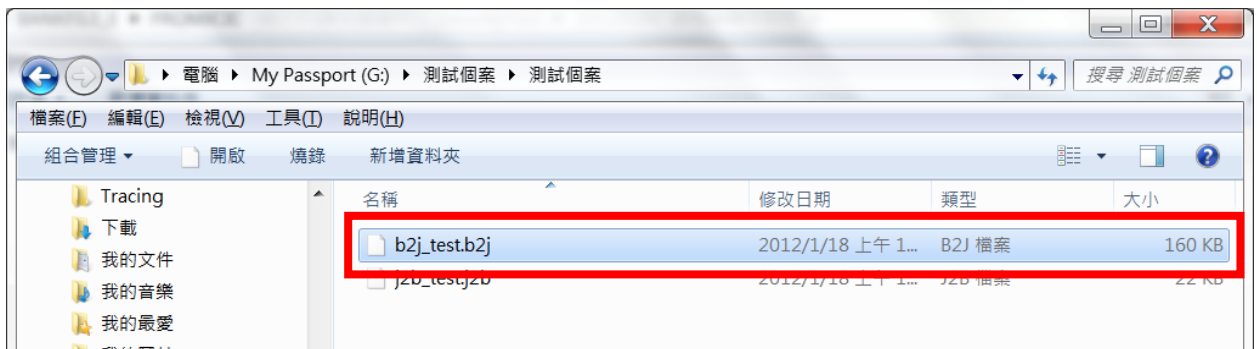 電腦 ▸ My Passport (G:) ▸ 測試個案 ▸ 測試個案
搜尋 測試個案
檔案(F) 編輯(E) 檢視(V) 工具(T) 說明(H)
組合管理 開啟 燒錄 新增資料夾
Tracing
下載
我的文件
我的音樂
我的最愛
名稱 修改日期 類型 大小
b2j_test.b2j 2012/1/18 上午 1... B2J 檔案 160 KB
j2b_test.j2b 2012/1/18 上午 1... J2B 檔案 22 KB